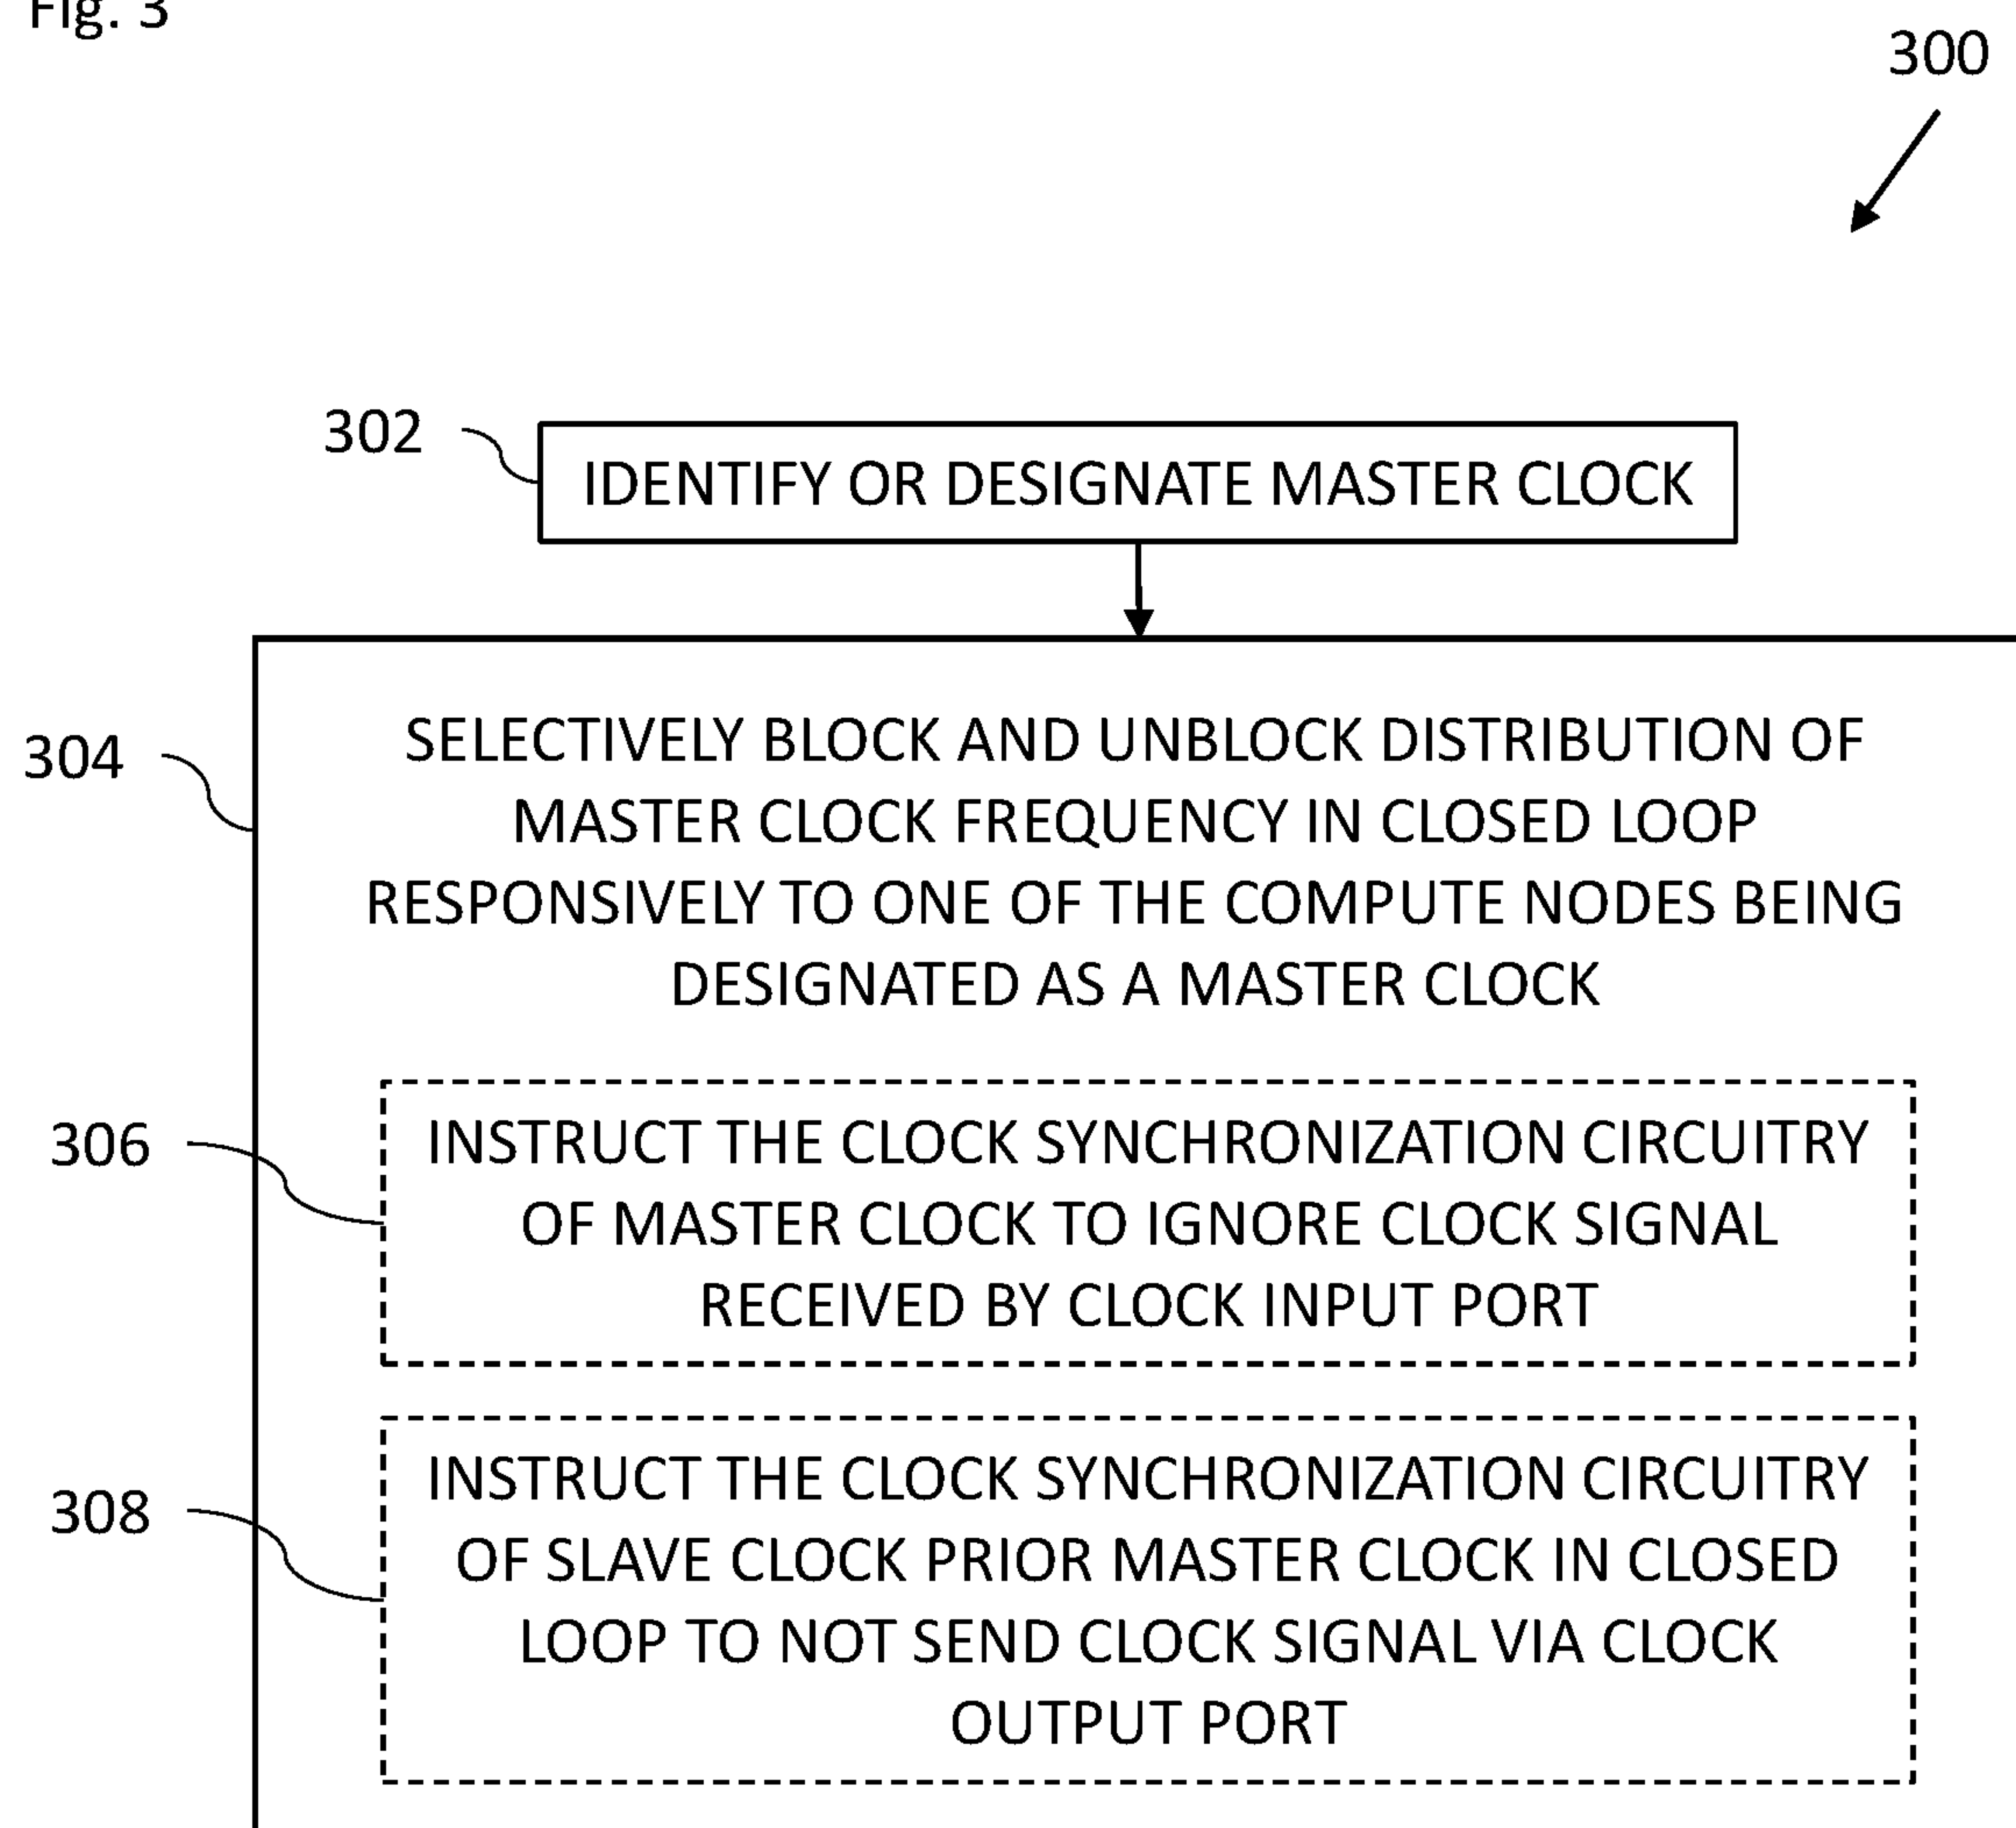 Fig. 3
300
302
IDENTIFY OR DESIGNATE MASTER CLOCK
304
SELECTIVELY BLOCK AND UNBLOCK DISTRIBUTION OF
MASTER CLOCK FREQUENCY IN CLOSED LOOP
RESPONSIVELY TO ONE OF THE COMPUTE NODES BEING
DESIGNATED AS A MASTER CLOCK
306
INSTRUCT THE CLOCK SYNCHRONIZATION CIRCUITRY
OF MASTER CLOCK TO IGNORE CLOCK SIGNAL
RECEIVED BY CLOCK INPUT PORT
308
INSTRUCT THE CLOCK SYNCHRONIZATION CIRCUITRY
OF SLAVE CLOCK PRIOR MASTER CLOCK IN CLOSED
LOOP TO NOT SEND CLOCK SIGNAL VIA CLOCK
OUTPUT PORT